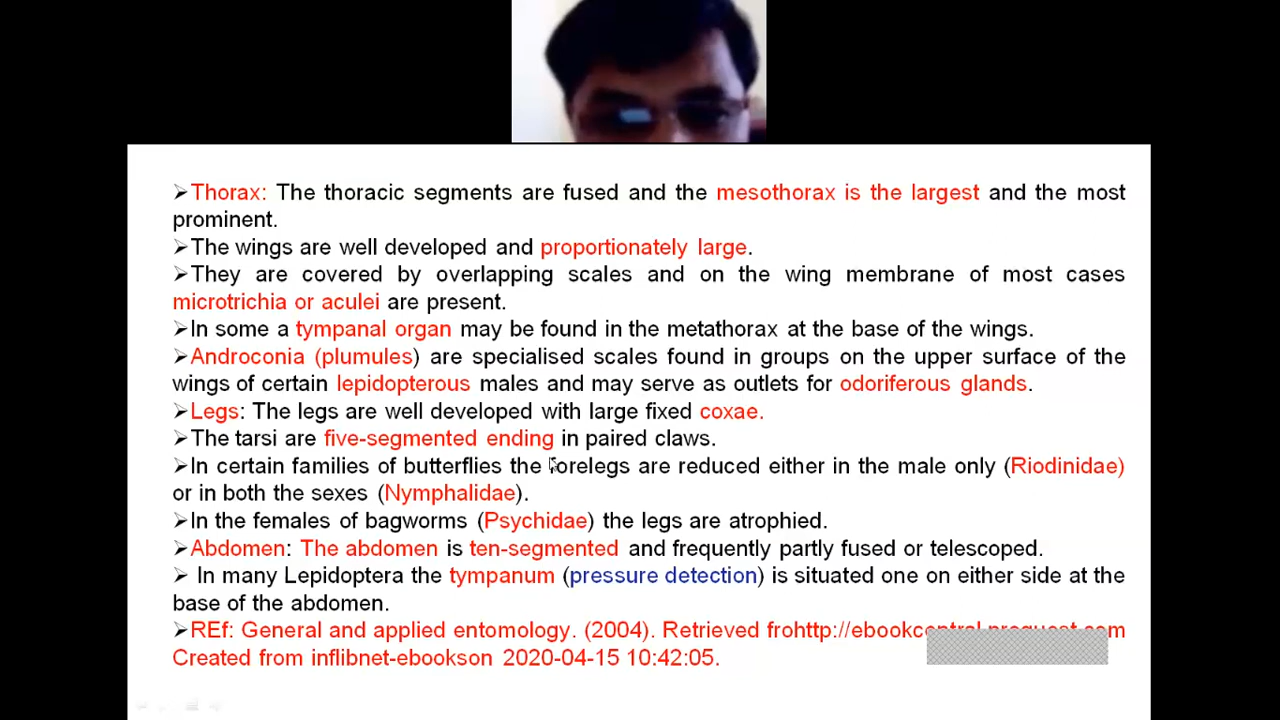 ➢Thorax: The thoracic segments are fused and the mesothorax is the largest and the most
prominent.
➢The wings are well developed and proportionately large.
➢They are covered by overlapping scales and on the wing membrane of most cases
microtrichia or aculei are present.
➢In some a tympanal organ may be found in the metathorax at the base of the wings.
➢Androconia (plumules) are specialised scales found in groups on the upper surface of the
wings of certain lepidopterous males and may serve as outlets for odoriferous glands.
➢Legs: The legs are well developed with large fixed coxae.
➢The tarsi are five-segmented ending in paired claws.
➢In certain families of butterflies the forelegs are reduced either in the male only (Riodinidae)
or in both the sexes (Nymphalidae).
➢In the females of bagworms (Psychidae) the legs are atrophied.
➢Abdomen: The abdomen is ten-segmented and frequently partly fused or telescoped.
➢ In many Lepidoptera the tympanum (pressure detection) is situated one on either side at the
base of the abdomen.
➢REf: General and applied entomology. (2004). Retrieved frohttp://ebookcentral.proquest.com
Created from inflibnet-ebookson 2020-04-15 10:42:05.